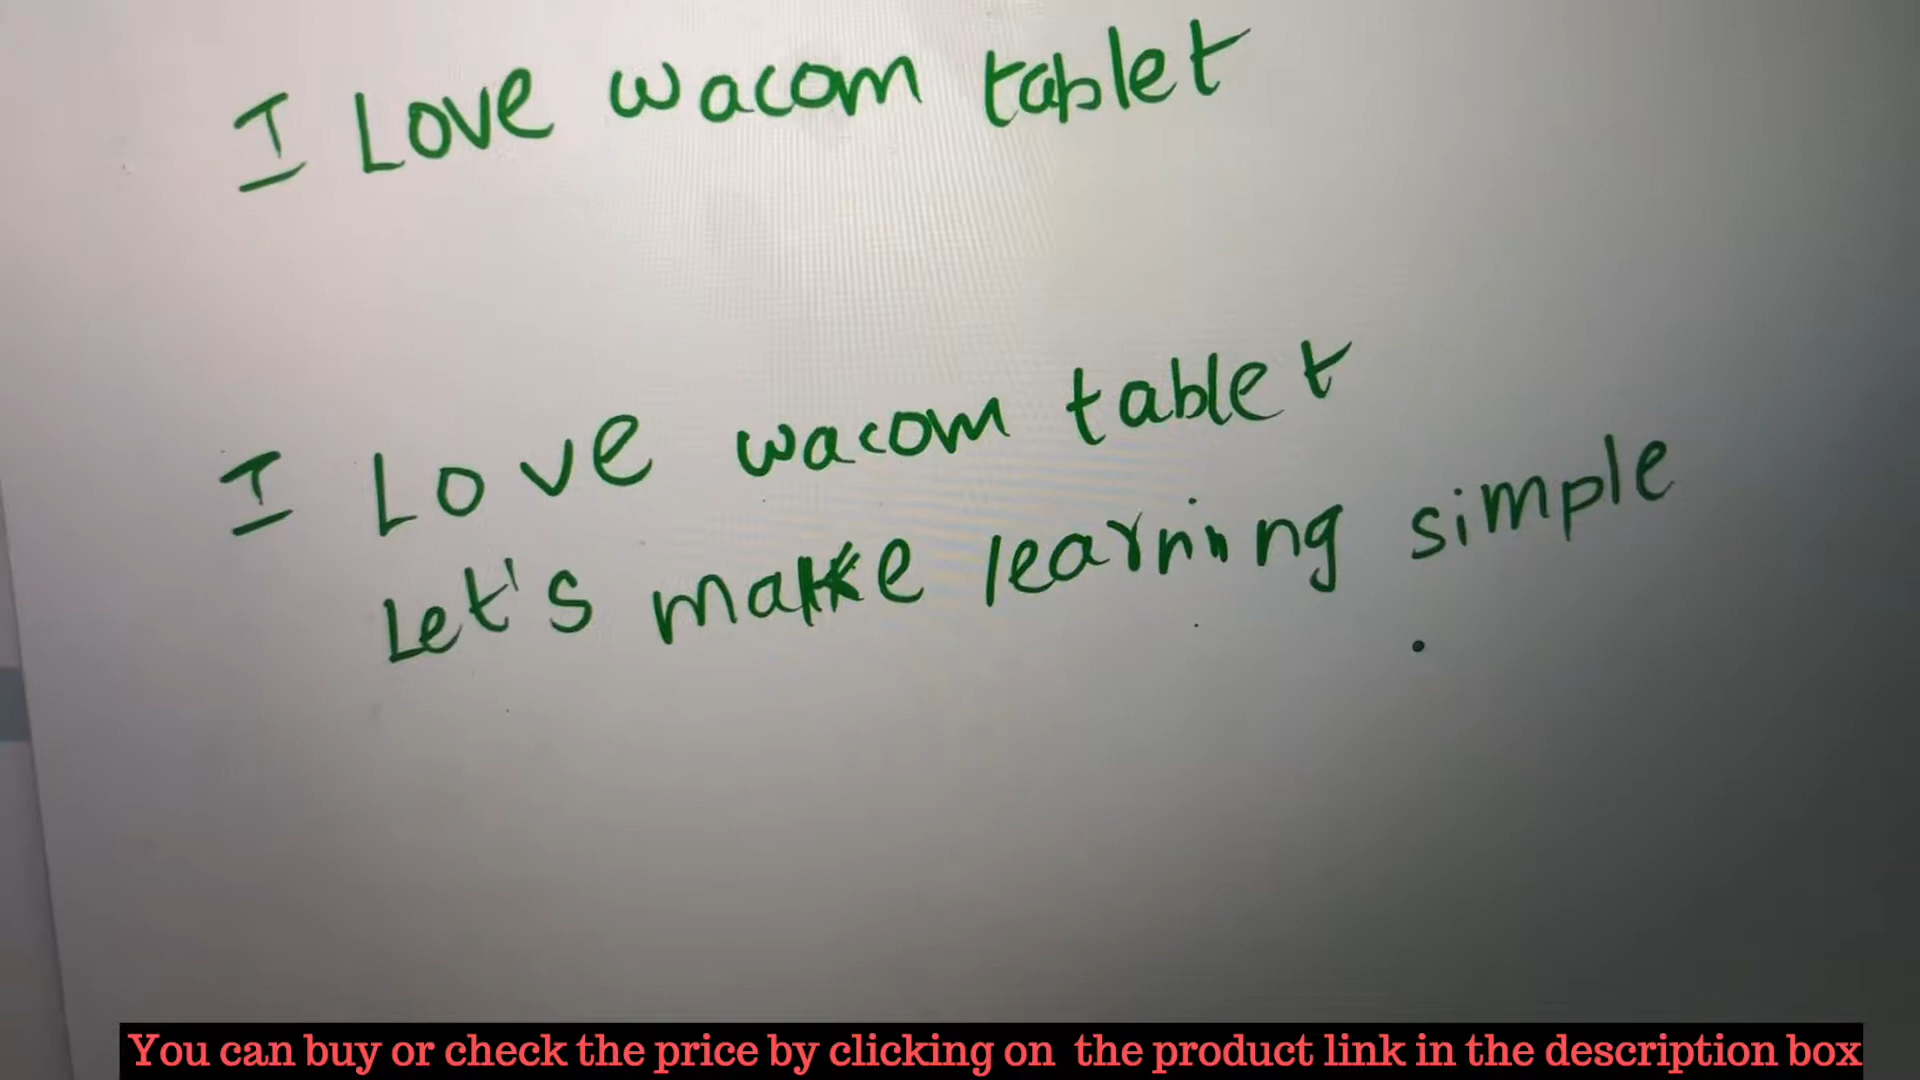 I Love wacom tablet
I Love wacom tablet
Let's make learning simple
You can buy or check the price by clicking on the product link in the description box